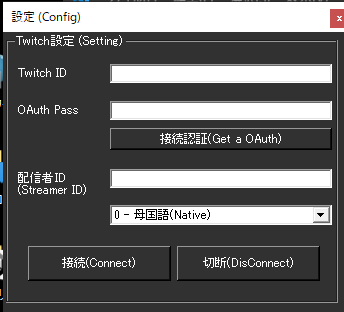 設定 (Config)
Twitch設定 (Setting)
Twitch ID
OAuth Pass
接続認証(Get a OAuth)
配信者ID
(Streamer ID)
0 - 母国語(Native)
接続(Connect)
切断(DisConnect)